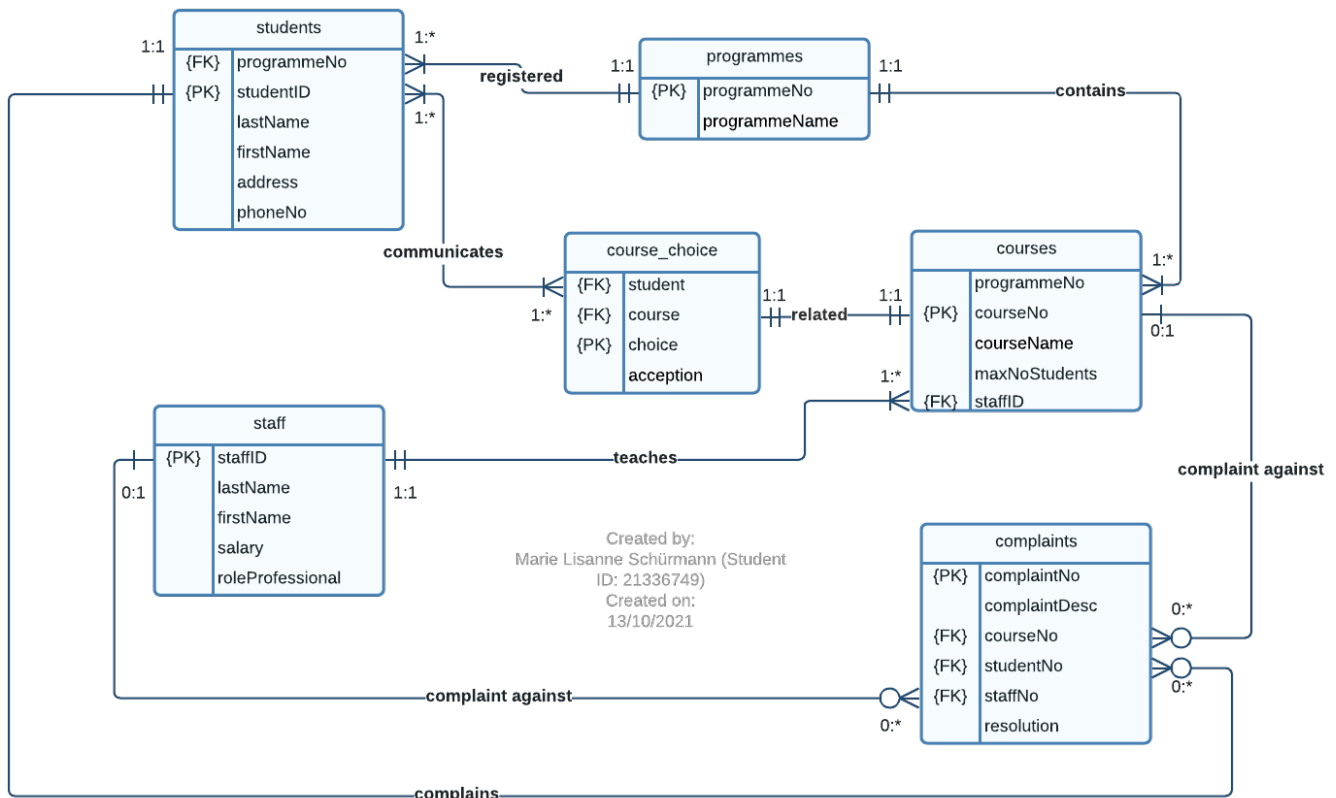 students
{FK} programmeNo
{PK} studentID
lastName
firstName
address
phoneNo
1:1
1:*
1:*
registered
1:1
programmes
{PK} programmeNo
programmeName
1:1
contains
communicates
1:*
course_choice
{FK} student
{FK} course
{PK} choice
acception
1:1
related
1:1
courses
programmeNo
{PK} courseNo
courseName
maxNoStudents
{FK} staffID
1:*
0:1
1:*
staff
{PK} staffID
lastName
firstName
salary
roleProfessional
0:1
1:1
teaches
complaint against
Created by:
Marie Lisanne Schürmann (Student
ID: 21336749)
Created on:
13/10/2021
complaints
{PK} complaintNo
complaintDesc
{FK} courseNo
{FK} studentNo
{FK} staffNo
resolution
0:*
0:*
complaint against
0:*
complains